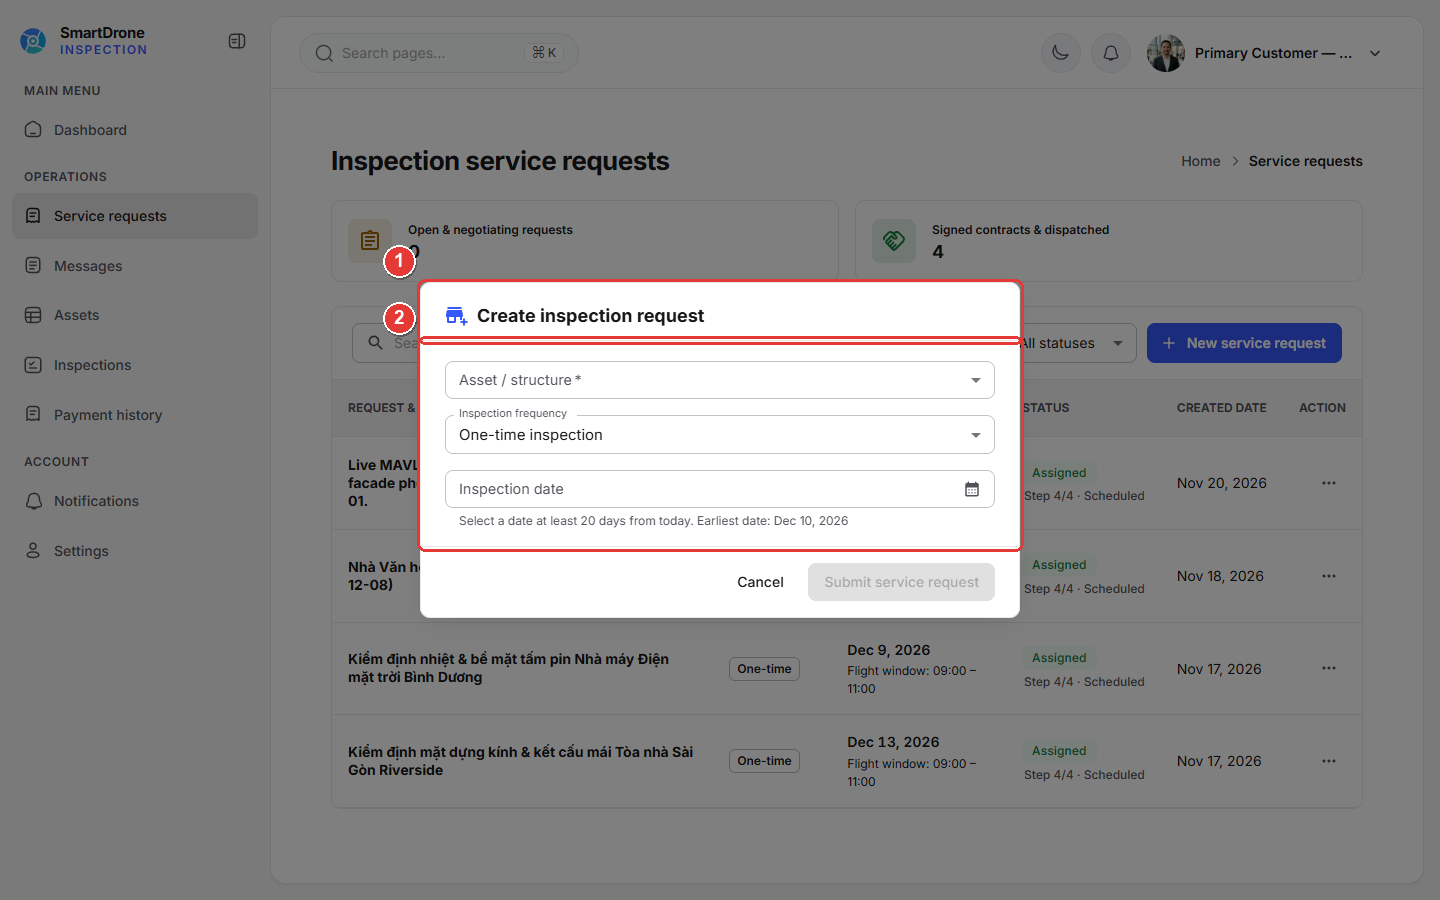 SmartDrone
INSPECTION
MAIN MENU
Dashboard
OPERATIONS
Service requests
Messages
Assets
Inspections
Payment history
ACCOUNT
Notifications
Settings
Search pages...
⌘ K
Primary Customer — ...
Inspection service requests
Home > Service requests
Open & negotiating requests
0
Signed contracts & dispatched
4
1
2
Create inspection request
Sea
All statuses
+ New service request
Asset / structure *
Inspection frequency
One-time inspection
Inspection date
Select a date at least 20 days from today. Earliest date: Dec 10, 2026
Cancel
Submit service request
REQUEST &
STATUS
CREATED DATE
ACTION
Live MAVL
facade ph
01.
Assigned
Step 4/4 · Scheduled
Nov 20, 2026
Nhà Văn h
12-08)
Assigned
Step 4/4 · Scheduled
Nov 18, 2026
Kiểm định nhiệt & bề mặt tấm pin Nhà máy Điện
mặt trời Bình Dương
One-time
Dec 9, 2026
Flight window: 09:00 –
11:00
Assigned
Step 4/4 · Scheduled
Nov 17, 2026
Kiểm định mặt dựng kính & kết cấu mái Tòa nhà Sài
Gòn Riverside
One-time
Dec 13, 2026
Flight window: 09:00 –
11:00
Assigned
Step 4/4 · Scheduled
Nov 17, 2026